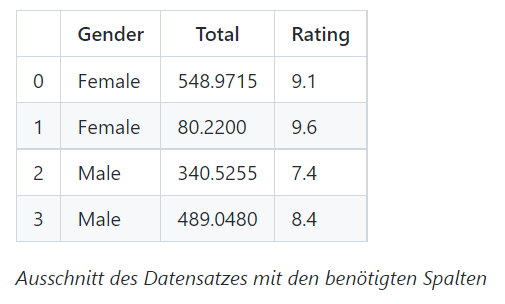 Gender Total Rating
0 Female 548.9715 9.1
1 Female 80.2200 9.6
2 Male 340.5255 7.4
3 Male 489.0480 8.4
Ausschnitt des Datensatzes mit den benötigten Spalten